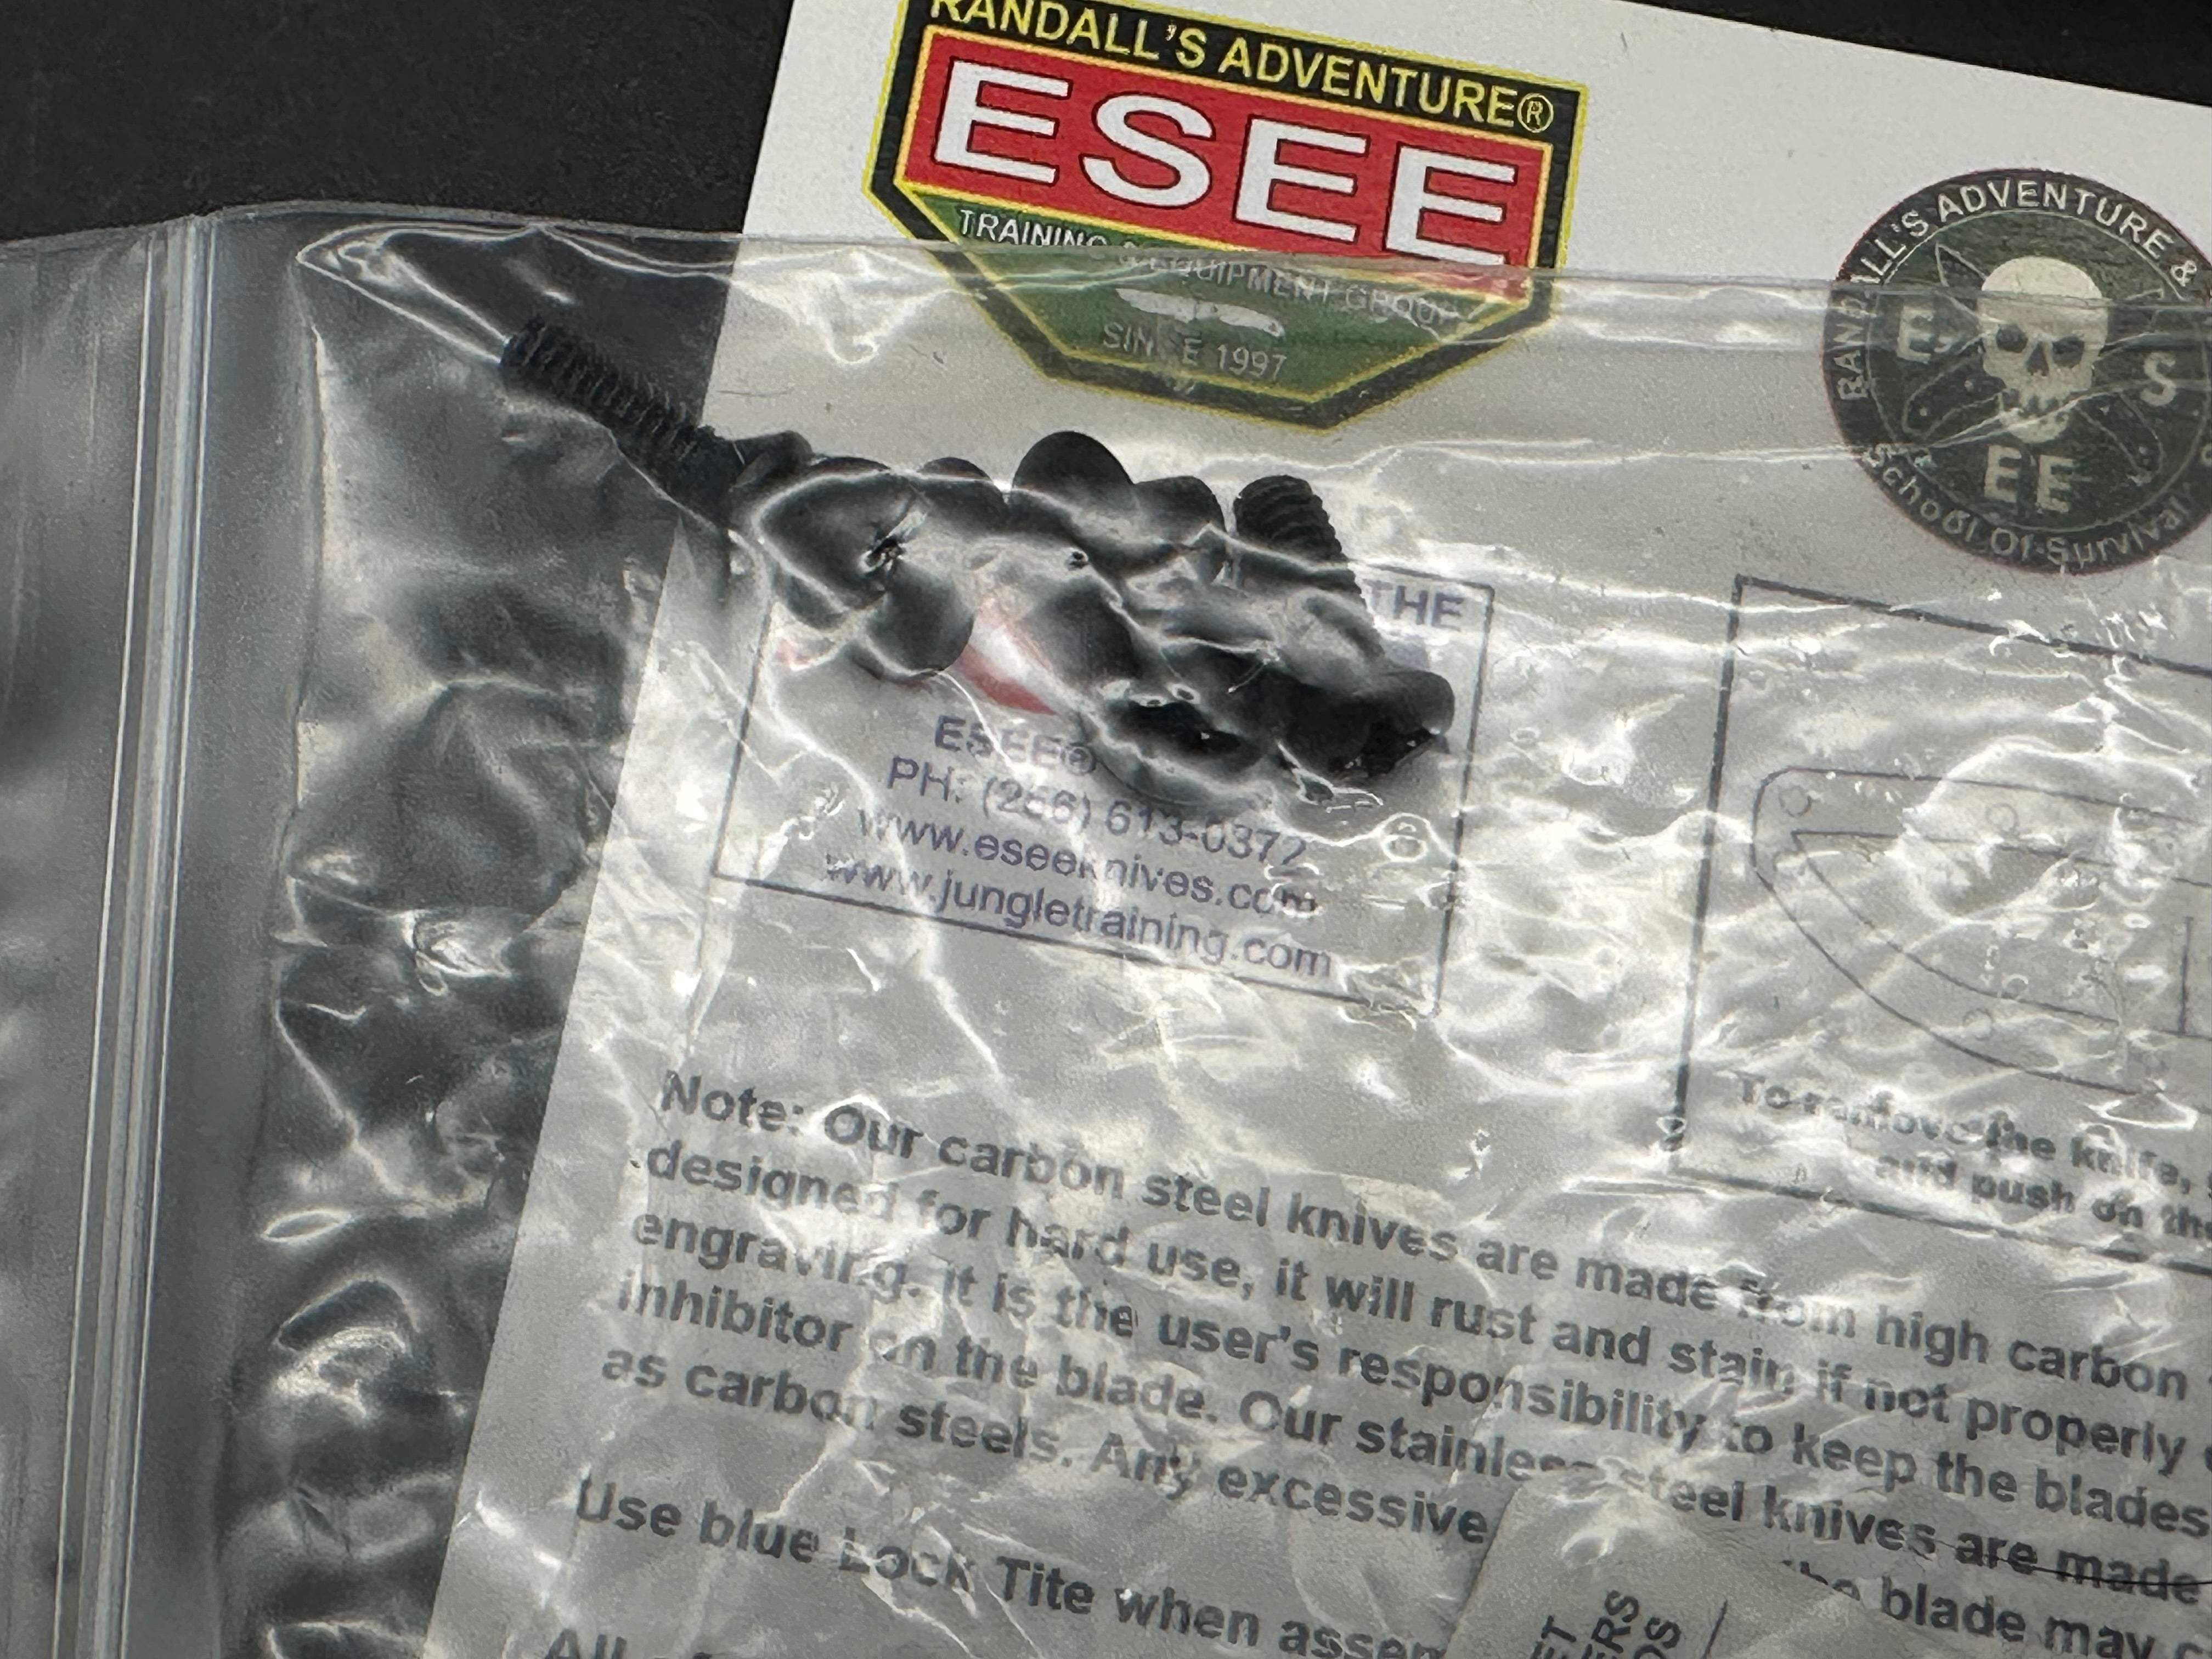 RANDALL'S ADVENTURE®
ESEE
TRAINING & EQUIPMENT GROUP
SINCE 1997
RANDALL'S ADVENTURE &
E S
EE
School Of Survival
THE
ESEE®
PH: (256) 613-0372
www.eseeknives.com
www.jungletraining.com
To remove the knife,
and push on the
Note: Our carbon steel knives are made from high carbon
designed for hard use, it will rust and stain if not properly
engraving. It is the user's responsibility to keep the blades
inhibitor on the blade. Our stainless steel knives are made
as carbon steels. Any excessive
blade may
Use blue Lock Tite when
All